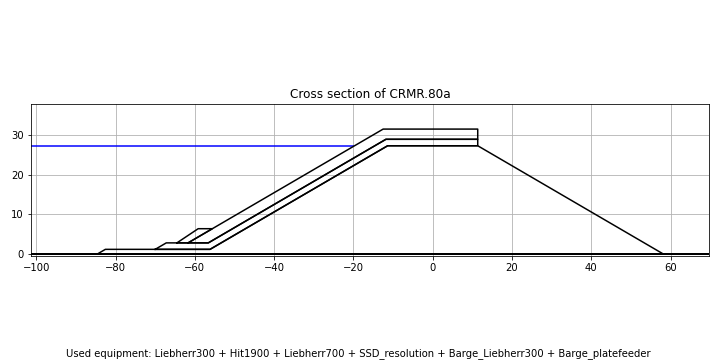 Cross section of CRMR.80a
30
20
10
0
−100 −80 −60 −40 −20 0 20 40 60
Used equipment: Liebherr300 + Hit1900 + Liebherr700 + SSD_resolution + Barge_Liebherr300 + Barge_platefeeder